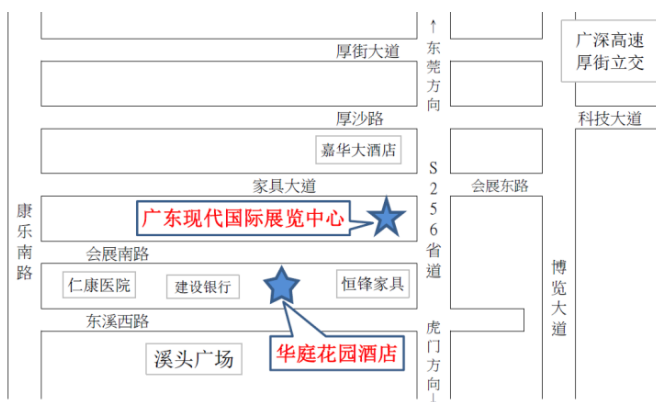 广深高速
厚街立交
厚街大道
↑东莞方向
厚沙路
科技大道
嘉华大酒店
家具大道
S256省道
会展东路
广东现代国际展览中心
康乐南路
会展南路
仁康医院
建设银行
恒锋家具
博览大道
东溪西路
华庭花园酒店
溪头广场
虎门方向↓